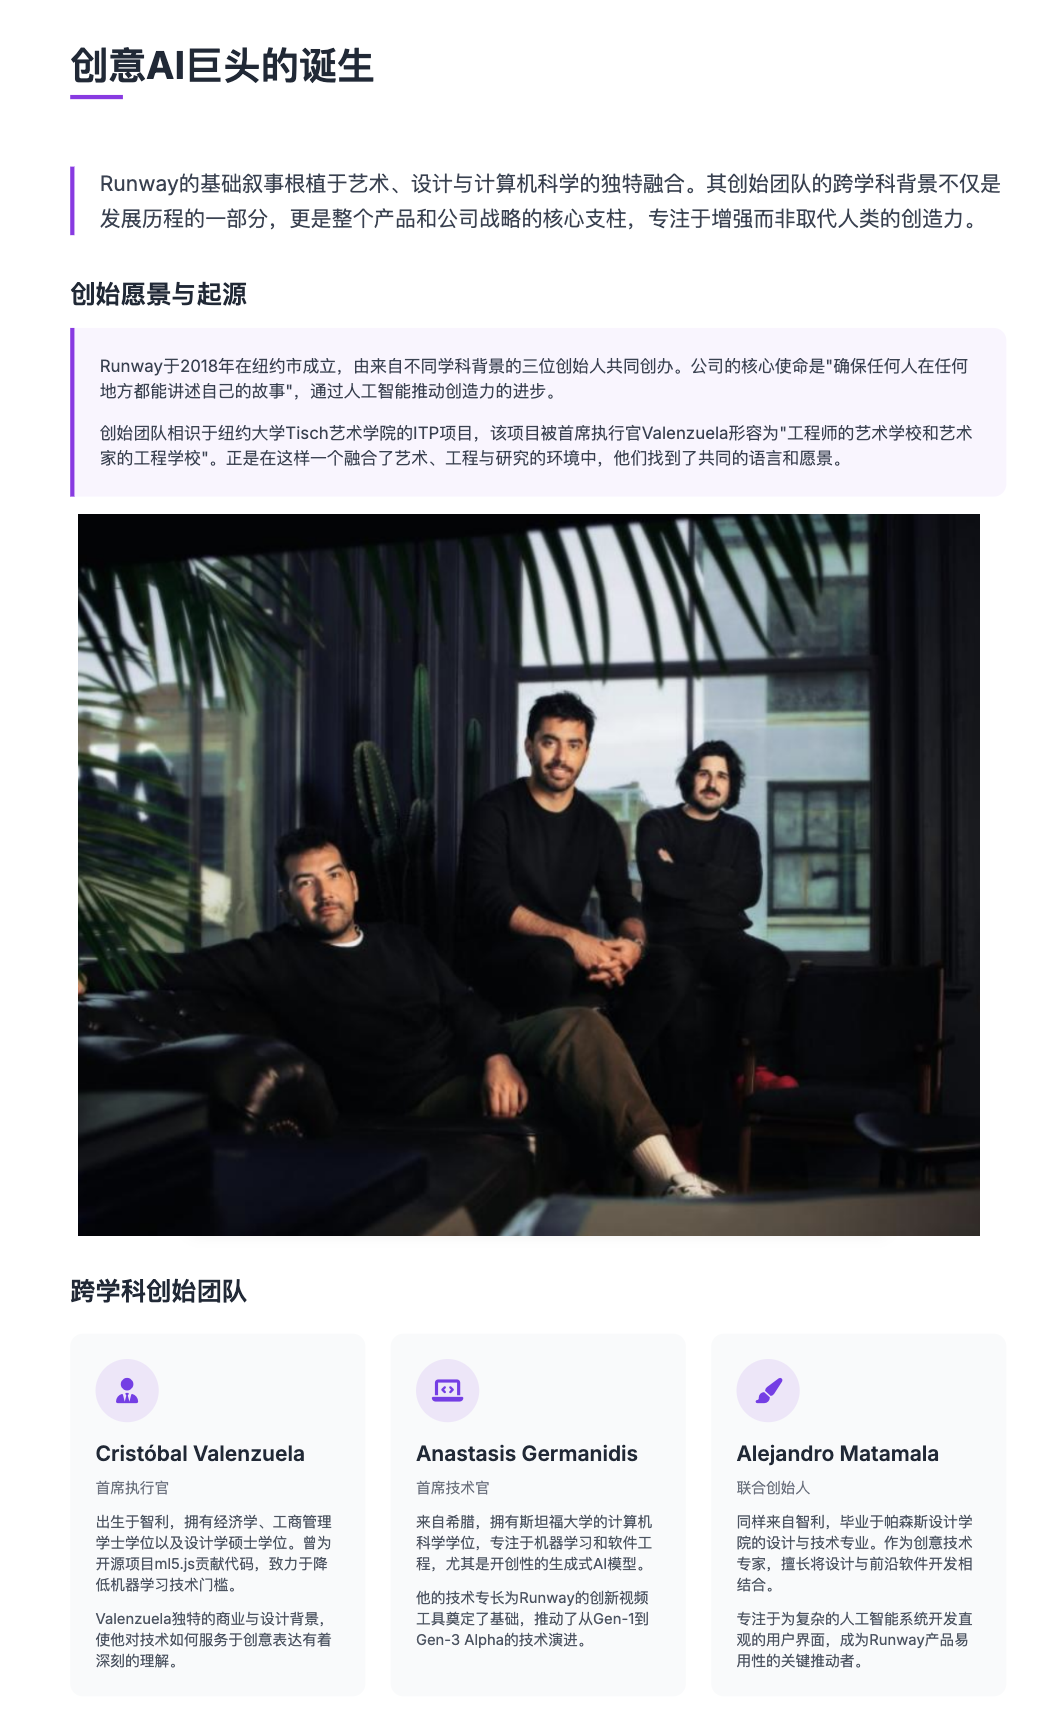 创意AI巨头的诞生
Runway的基础叙事根植于艺术、设计与计算机科学的独特融合。其创始团队的跨学科背景不仅是
发展历程的一部分，更是整个产品和公司战略的核心支柱，专注于增强而非取代人类的创造力。
创始愿景与起源
Runway于2018年在纽约市成立，由来自不同学科背景的三位创始人共同创办。公司的核心使命是"确保任何人在任何
地方都能讲述自己的故事"，通过人工智能推动创造力的进步。
创始团队相识于纽约大学Tisch艺术学院的ITP项目，该项目被首席执行官Valenzuela形容为"工程师的艺术学校和艺术
家的工程学校"。正是在这样一个融合了艺术、工程与研究的环境中，他们找到了共同的语言和愿景。
跨学科创始团队
Cristóbal Valenzuela
首席执行官
出生于智利，拥有经济学、工商管理
学士学位以及设计学硕士学位。曾为
开源项目ml5.js贡献代码，致力于降
低机器学习技术门槛。
Valenzuela独特的商业与设计背景，
使他对技术如何服务于创意表达有着
深刻的理解。
Anastasis Germanidis
首席技术官
来自希腊，拥有斯坦福大学的计算机
科学学位，专注于机器学习和软件工
程，尤其是开创性的生成式AI模型。
他的技术专长为Runway的创新视频
工具奠定了基础，推动了从Gen-1到
Gen-3 Alpha的技术演进。
Alejandro Matamala
联合创始人
同样来自智利，毕业于帕森斯设计学
院的设计与技术专业。作为创意技术
专家，擅长将设计与前沿软件开发相
结合。
专注于为复杂的人工智能系统开发直
观的用户界面，成为Runway产品易
用性的关键推动者。